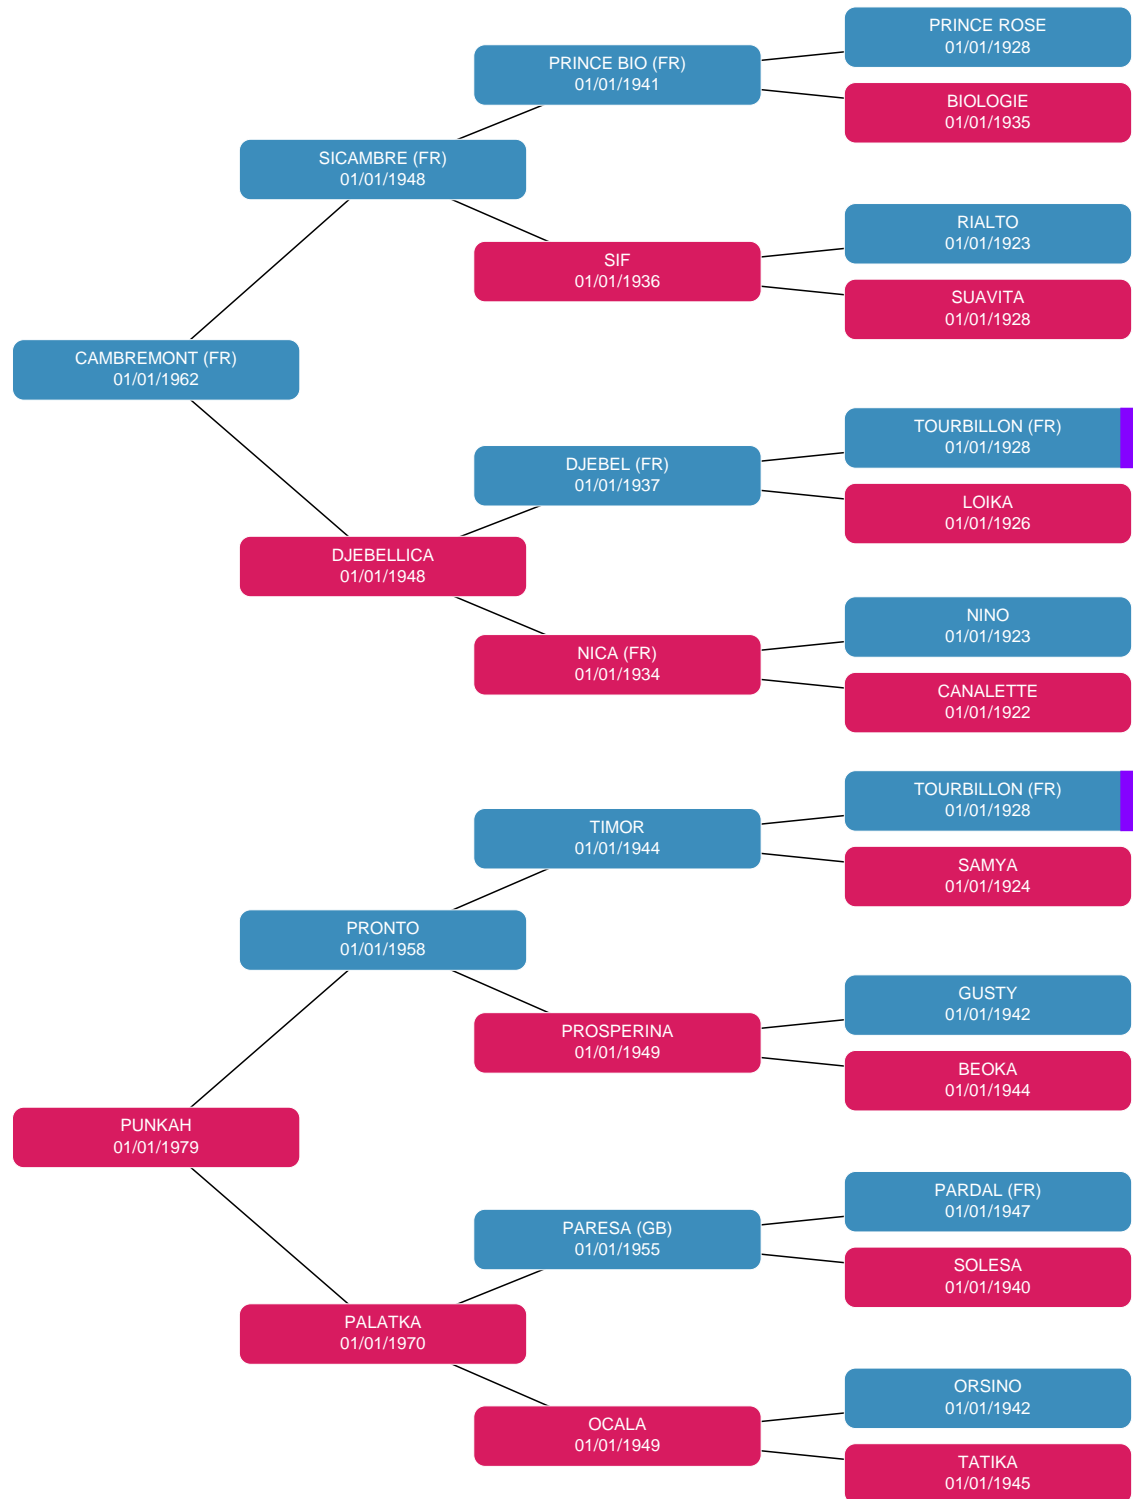 PRINCE ROSE
01/01/1928
PRINCE BIO (FR)
01/01/1941
BIOLOGIE
01/01/1935
SICAMBRE (FR)
01/01/1948
RIALTO
01/01/1923
SIF
01/01/1936
SUAVITA
01/01/1928
CAMBREMONT (FR)
01/01/1962
TOURBILLON (FR)
01/01/1928
DJEBEL (FR)
01/01/1937
LOIKA
01/01/1926
DJEBELLICA
01/01/1948
NINO
01/01/1923
NICA (FR)
01/01/1934
CANALETTE
01/01/1922
TOURBILLON (FR)
01/01/1928
TIMOR
01/01/1944
SAMYA
01/01/1924
PRONTO
01/01/1958
GUSTY
01/01/1942
PROSPERINA
01/01/1949
BEOKA
01/01/1944
PUNKAH
01/01/1979
PARDAL (FR)
01/01/1947
PARESA (GB)
01/01/1955
SOLESA
01/01/1940
PALATKA
01/01/1970
ORSINO
01/01/1942
OCALA
01/01/1949
TATIKA
01/01/1945